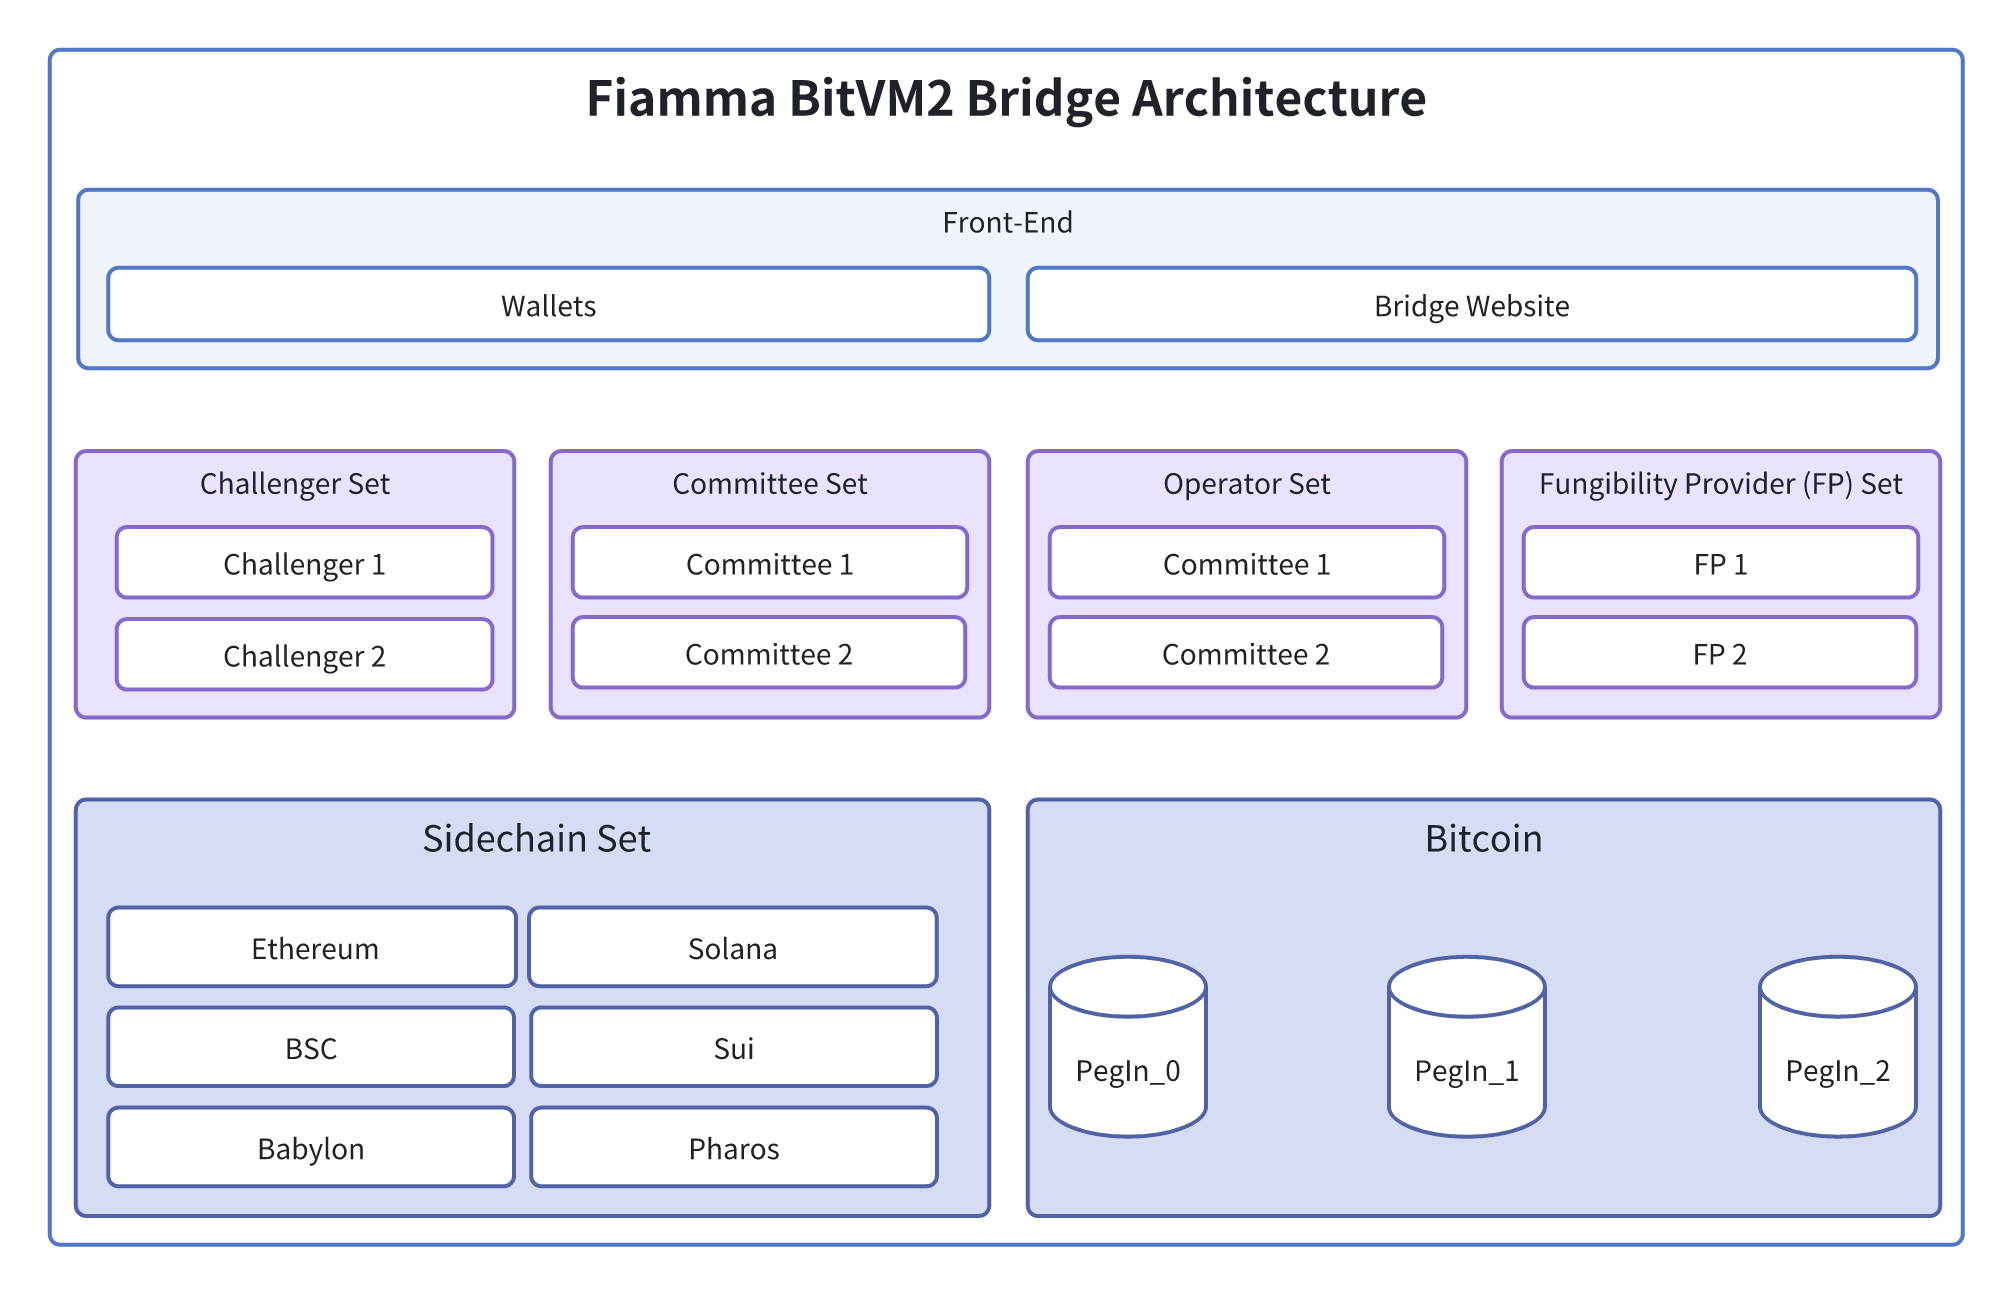 Fiamma BitVM2 Bridge Architecture
Front-End
Wallets
Bridge Website
Challenger Set
Challenger 1
Challenger 2
Committee Set
Committee 1
Committee 2
Operator Set
Committee 1
Committee 2
Fungibility Provider (FP) Set
FP 1
FP 2
Sidechain Set
Ethereum
Solana
BSC
Sui
Babylon
Pharos
Bitcoin
PegIn_0
PegIn_1
PegIn_2